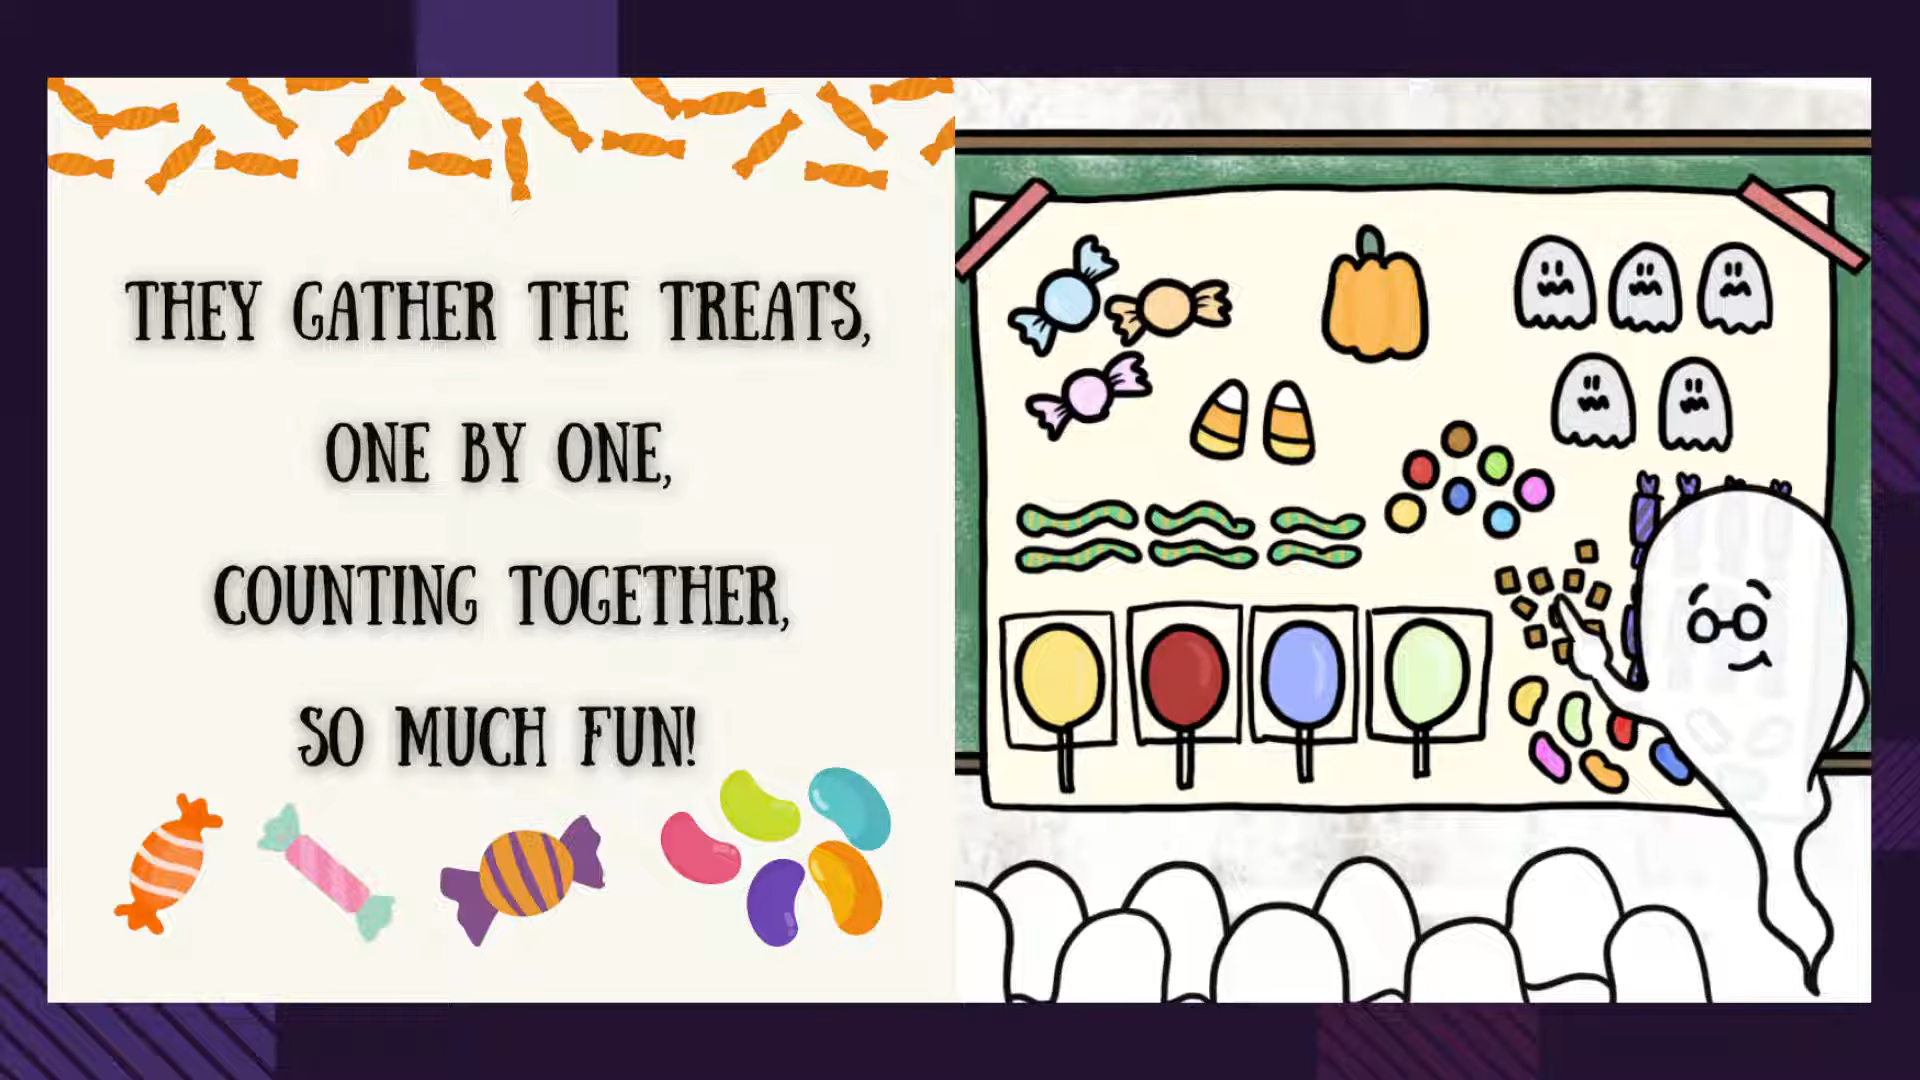 THEY GATHER THE TREATS,
ONE BY ONE,
COUNTING TOGETHER,
SO MUCH FUN!